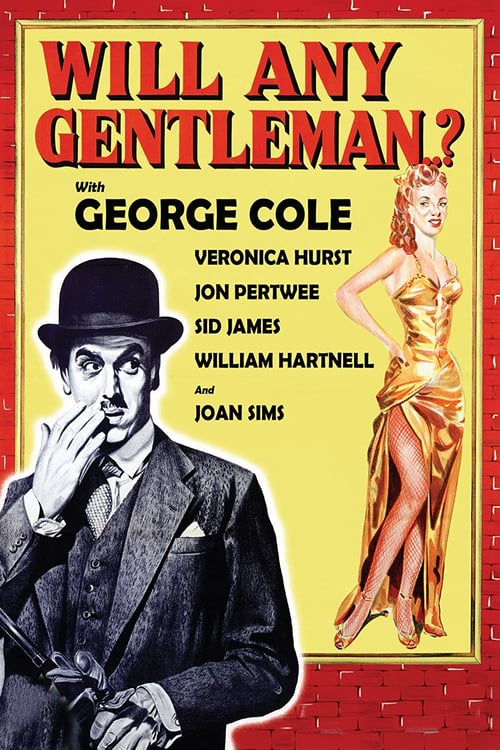 WILL ANY
GENTLEMAN..?
With
GEORGE COLE
VERONICA HURST
JON PERTWEE
SID JAMES
WILLIAM HARTNELL
And
JOAN SIMS